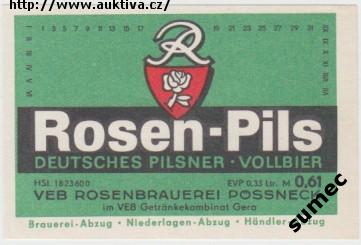 https://www.auktiva.cz/
1 3 5 7 9 11 13 15 17 19 21 23 25 27 29 31
R
Rosen-Pils
DEUTSCHES PILSNER · VOLLBIER
HSL 1823600 EVP 0,33 Ltr. M 0,61
VEB ROSENBRAUEREI PÖSSNECK
im VEB Getränkekombinat Gera
Brauerei-Abzug · Niederlagen-Abzug · Händler-Abzug
sumec